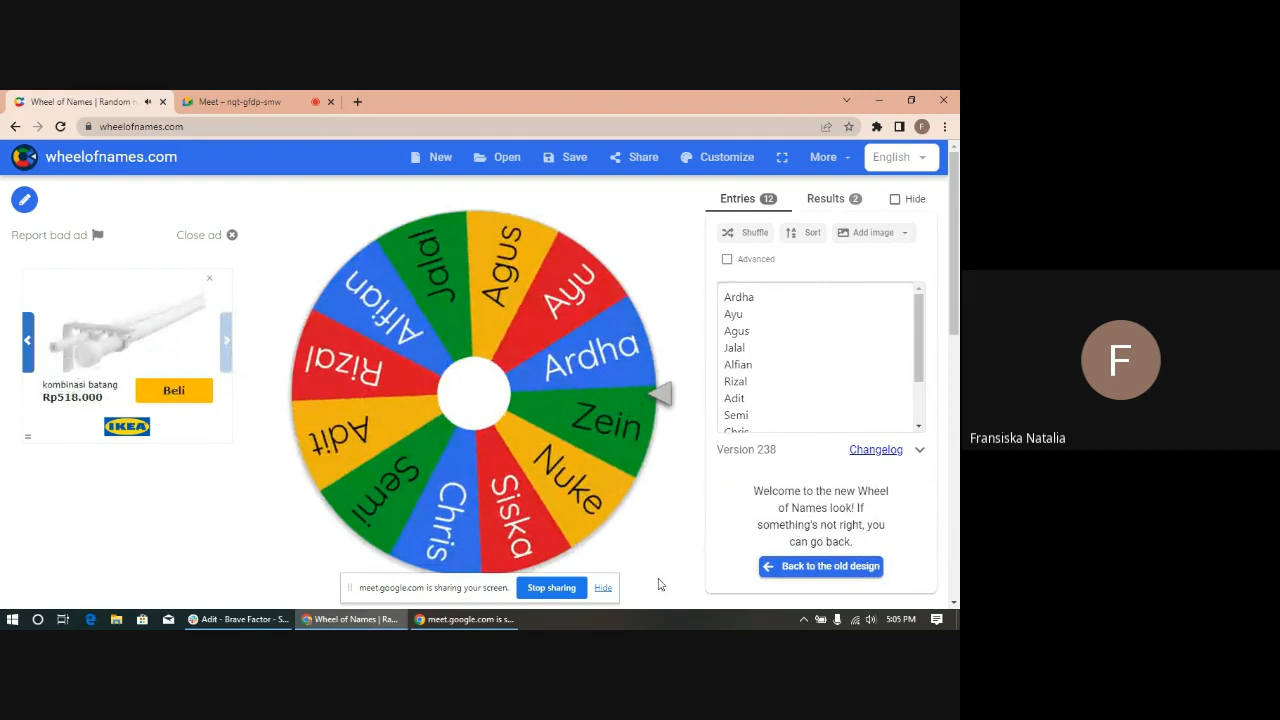 Wheel of Names | Random n
Meet – nqt-gfdp-smw
wheelofnames.com
F
wheelofnames.com
New
Open
Save
Share
Customize
More
English
Report bad ad
Close ad
kombinasi batang
Rp518.000
Beli
IKEA
Agus
Ayu
Ardha
Zein
Nuke
Siska
Chris
Semi
Adit
Rizal
Alfian
Jalal
Entries 12
Results 2
Hide
Shuffle
Sort
Add image
Advanced
Ardha
Ayu
Agus
Jalal
Alfian
Rizal
Adit
Semi
Chris
Version 238
Changelog
Welcome to the new Wheel
of Names look! If
something's not right, you
can go back.
Back to the old design
meet.google.com is sharing your screen.
Stop sharing
Hide
Adit - Brave Factor - S...
Wheel of Names | Ra...
meet.google.com is s...
5:05 PM
F
Fransiska Natalia